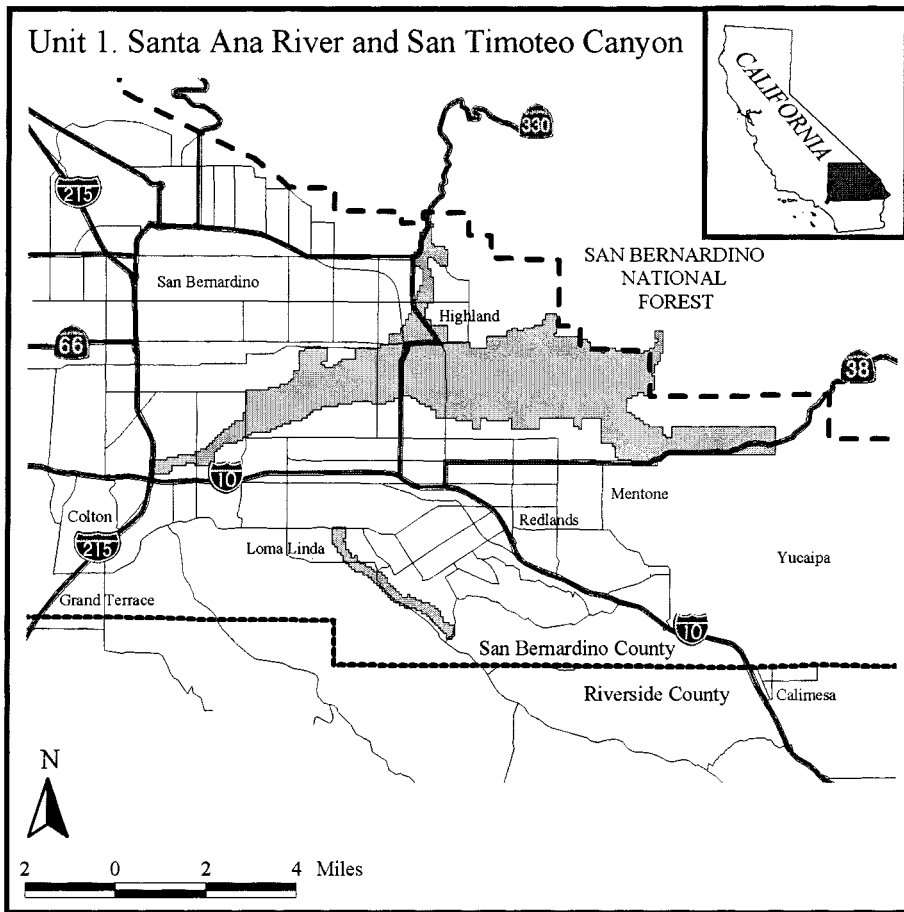 Unit 1. Santa Ana River and San Timoteo Canyon
CALIFORNIA
330
215
SAN BERNARDINO
NATIONAL
FOREST
San Bernardino
Highland
66
38
10
Mentone
Colton
Redlands
215
Loma Linda
Yucaipa
Grand Terrace
10
San Bernardino County
Riverside County
Calimesa
N
2 0 2 4 Miles